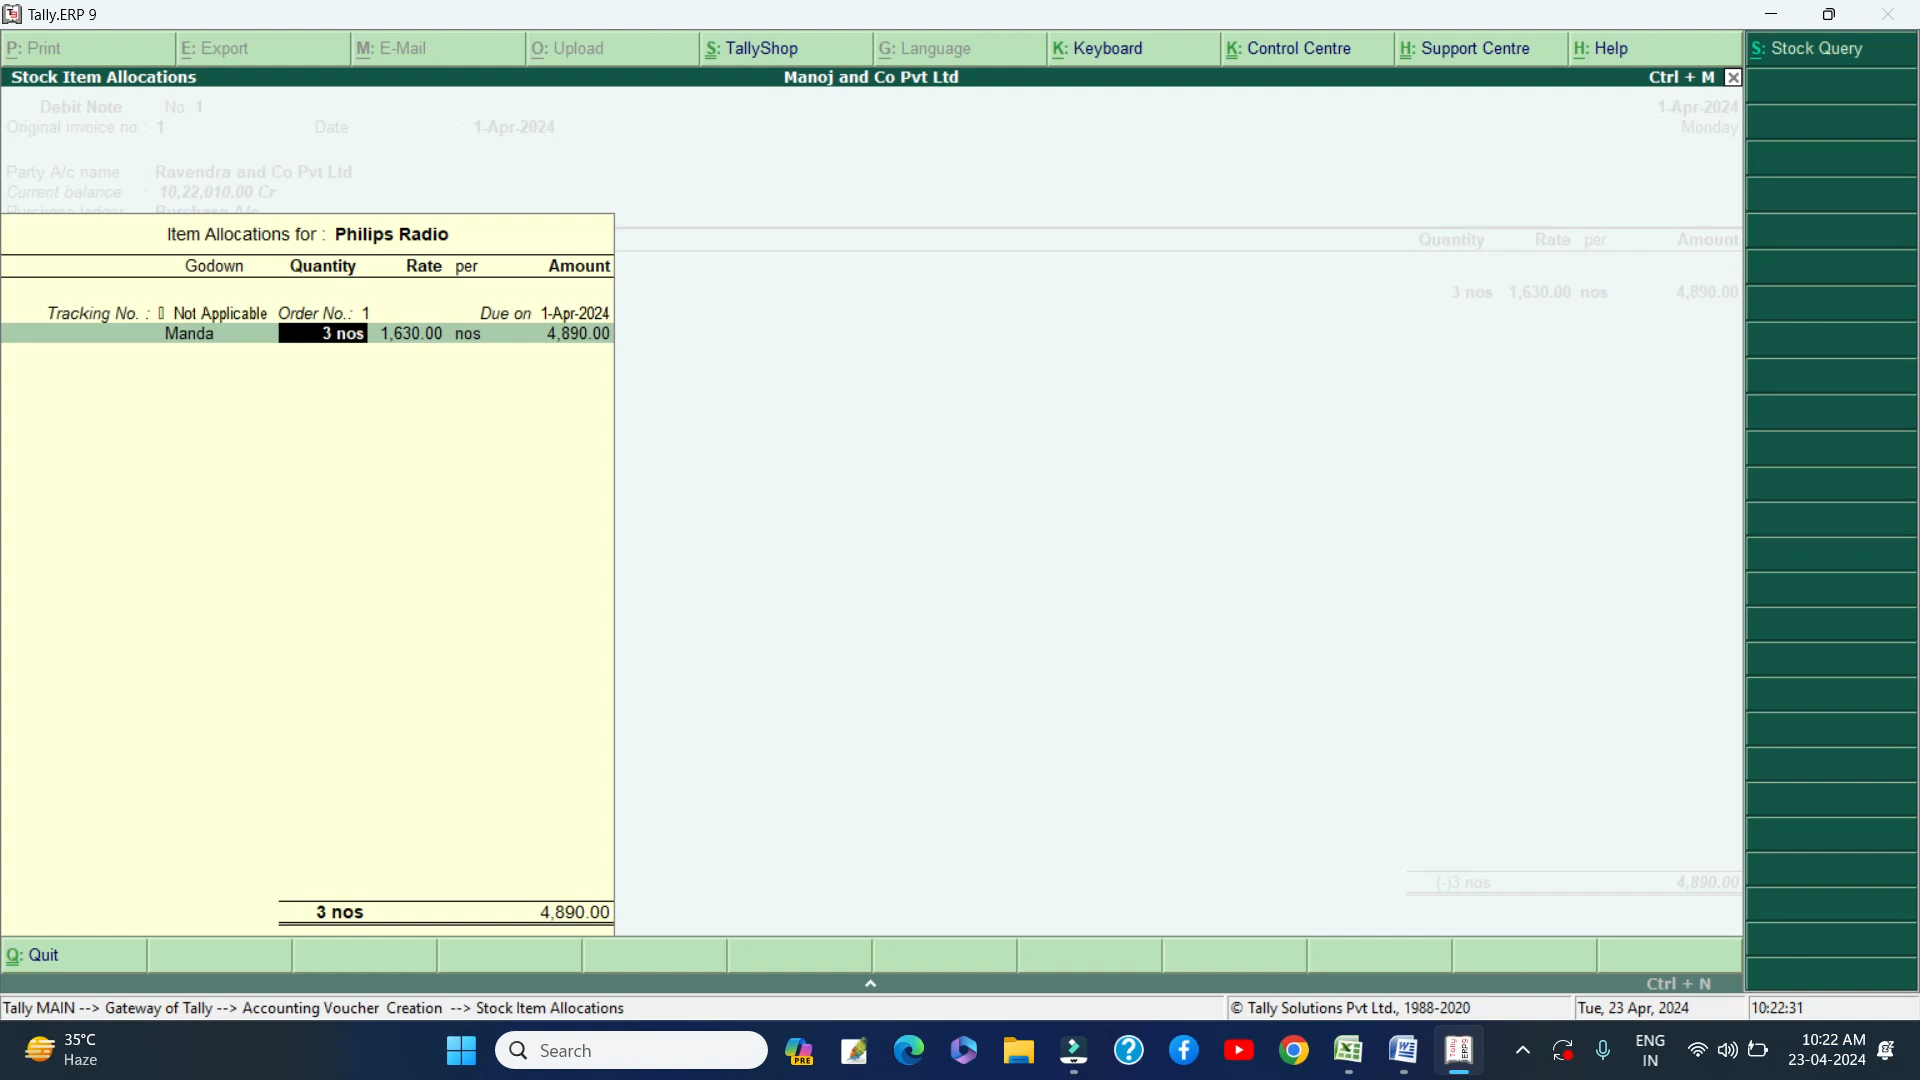 Tally.ERP 9
P: Print E: Export M: E-Mail O: Upload S: TallyShop G: Language K: Keyboard K: Control Centre H: Support Centre H: Help S: Stock Query
Stock Item Allocations Manoj and Co Pvt Ltd Ctrl + M
Debit Note No. 1 1-Apr-2024
Original invoice no.: 1 Date : 1-Apr-2024 Monday
Party A/c name : Ravendra and Co Pvt Ltd
Current balance : 10,22,010.00 Cr
Purchase ledger Purchase A/c
Item Allocations for : Philips Radio
Quantity Rate per Amount
Godown Quantity Rate per Amount
3 nos 1,630.00 nos 4,890.00
Tracking No. : Not Applicable Order No.: 1 Due on 1-Apr-2024
Manda 3 nos 1,630.00 nos 4,890.00
(-)3 nos 4,890.00
3 nos 4,890.00
Q: Quit
Ctrl + N
Tally MAIN --> Gateway of Tally --> Accounting Voucher Creation --> Stock Item Allocations © Tally Solutions Pvt Ltd., 1988-2020 Tue, 23 Apr, 2024 10:22:31
35°C
Haze
Search
PRE
Tally
ERP9
ENG
IN
10:22 AM
23-04-2024